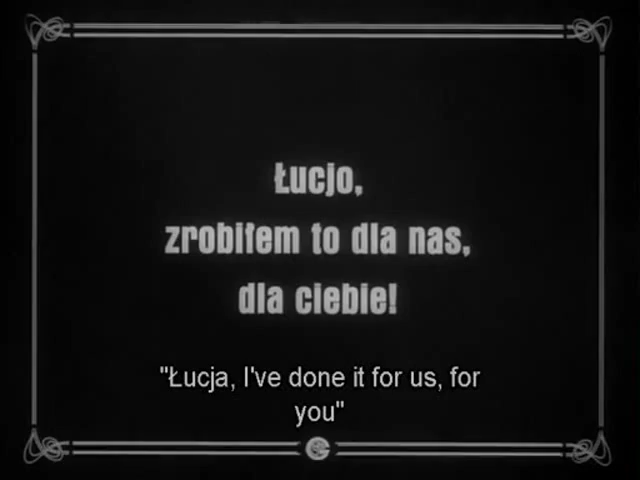 Łucjo,
zrobiłem to dla nas,
dla ciebie!
"Łucja, I've done it for us, for
you"